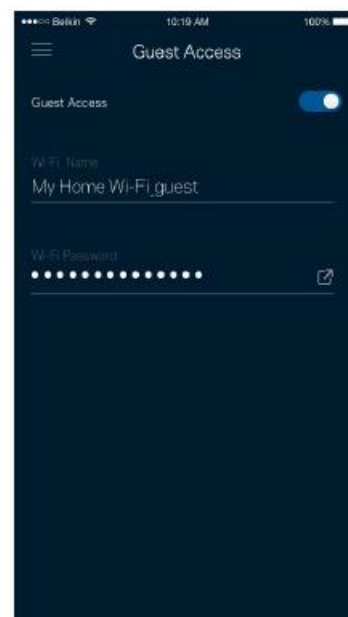 Belkin 10:19 AM 100%
Guest Access
Guest Access
Wi-Fi Name
My Home Wi-Fi_guest
Wi-Fi Password